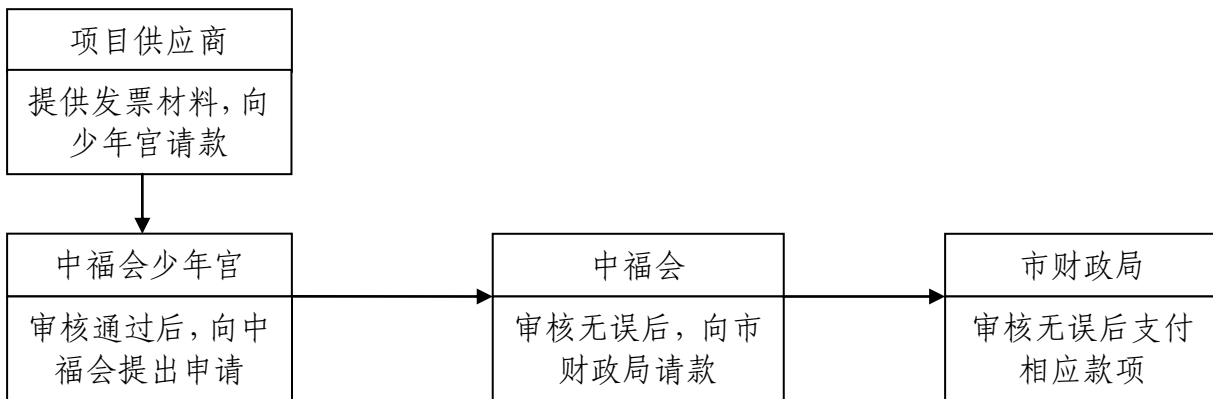 项目供应商
提供发票材料,向
少年宫请款
中福会少年宫
审核通过后,向中
福会提出申请
中福会
审核无误后,向市
财政局请款
市财政局
审核无误后支付
相应款项